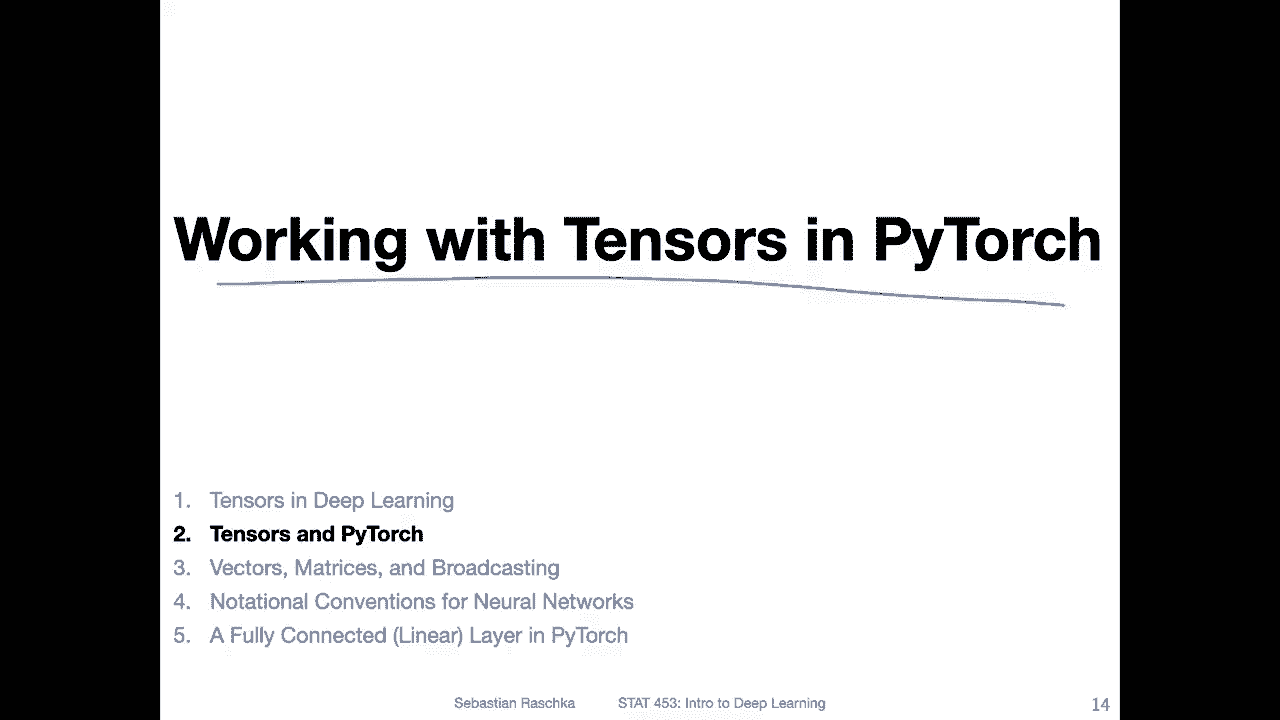 Working with Tensors in PyTorch
1. Tensors in Deep Learning
2. Tensors and PyTorch
3. Vectors, Matrices, and Broadcasting
4. Notational Conventions for Neural Networks
5. A Fully Connected (Linear) Layer in PyTorch
Sebastian Raschka STAT 453: Intro to Deep Learning 14